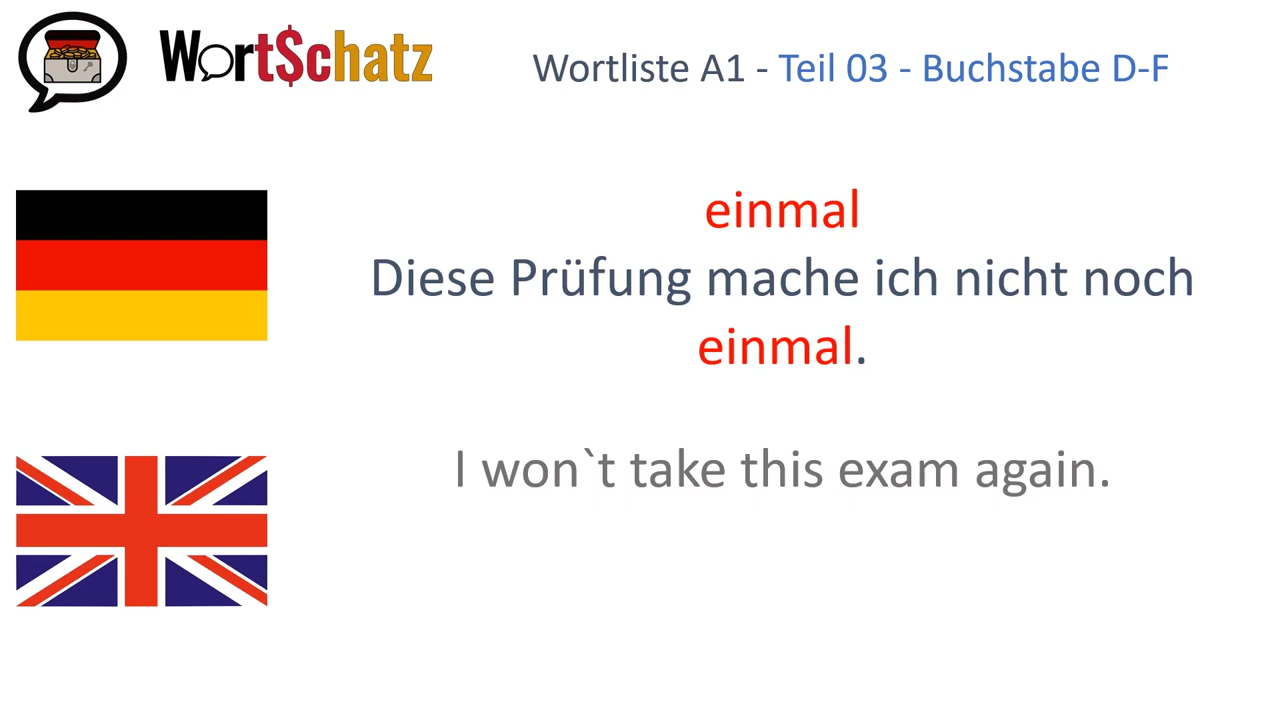 Wort$chatz
Wortliste A1 - Teil 03 - Buchstabe D-F
einmal
Diese Prüfung mache ich nicht noch
einmal.
I won`t take this exam again.